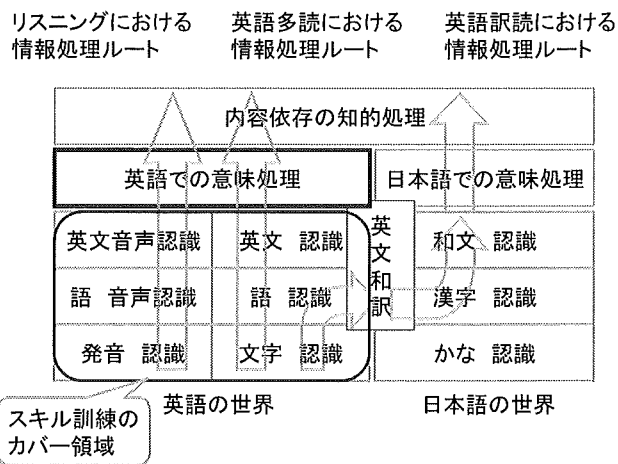 リスニングにおける
情報処理ルート
英語多読における
情報処理ルート
英語訳読における
情報処理ルート
内容依存の知的処理
英語での意味処理
日本語での意味処理
英文音声認識
英文 認識
英文和訳
和文 認識
語 音声認識
語 認識
漢字 認識
発音 認識
文字 認識
かな 認識
スキル訓練の
カバー領域
英語の世界
日本語の世界